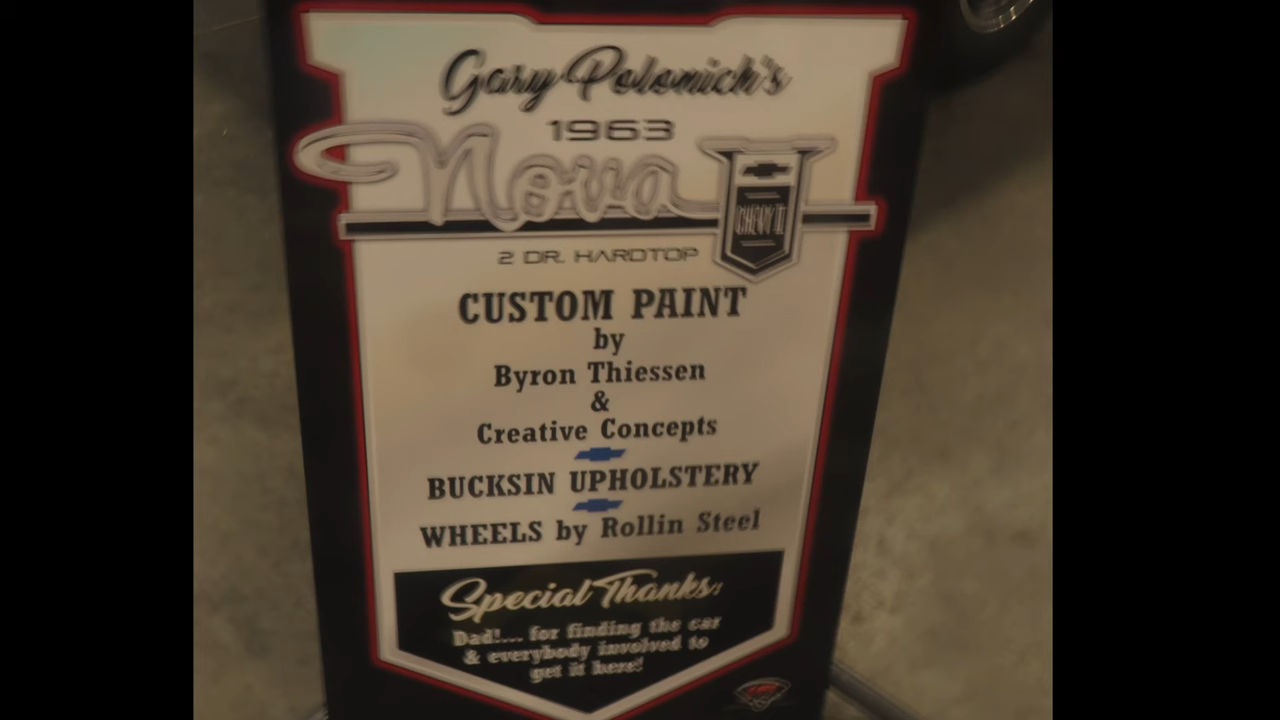 Gary Polonich's
1963
Nova
CHEVY II
2 DR. HARDTOP
CUSTOM PAINT
by
Byron Thiessen
&
Creative Concepts
BUCKSIN UPHOLSTERY
WHEELS by Rollin Steel
Special Thanks:
Dad!... for finding the car
& everybody involved to
get it here!